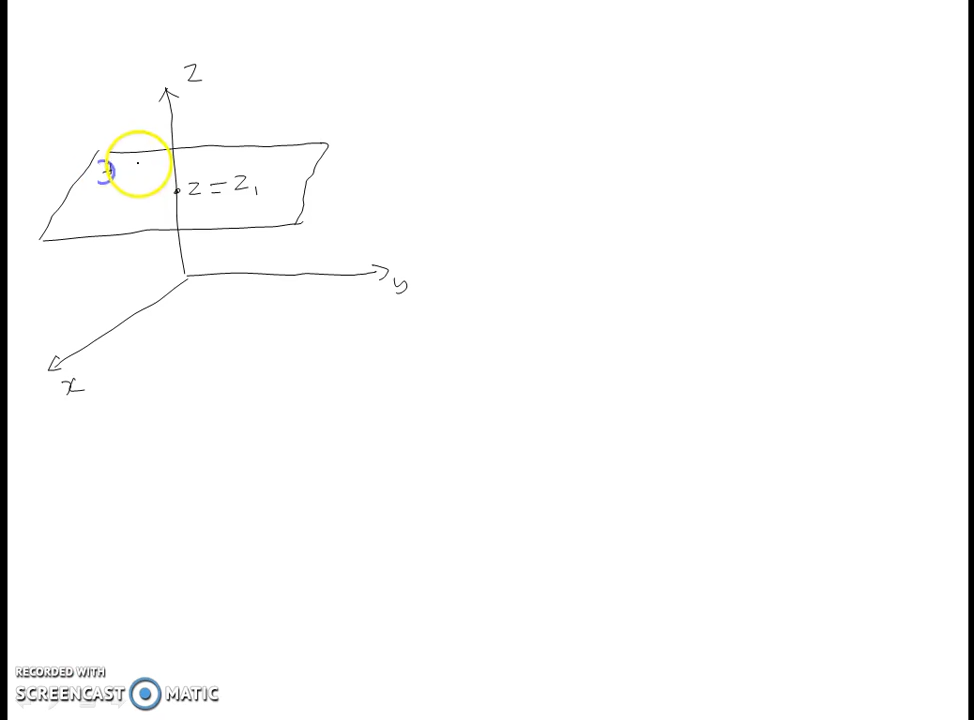 z
z = z₁
y
x
RECORDED WITH
SCREENCAST MATIC